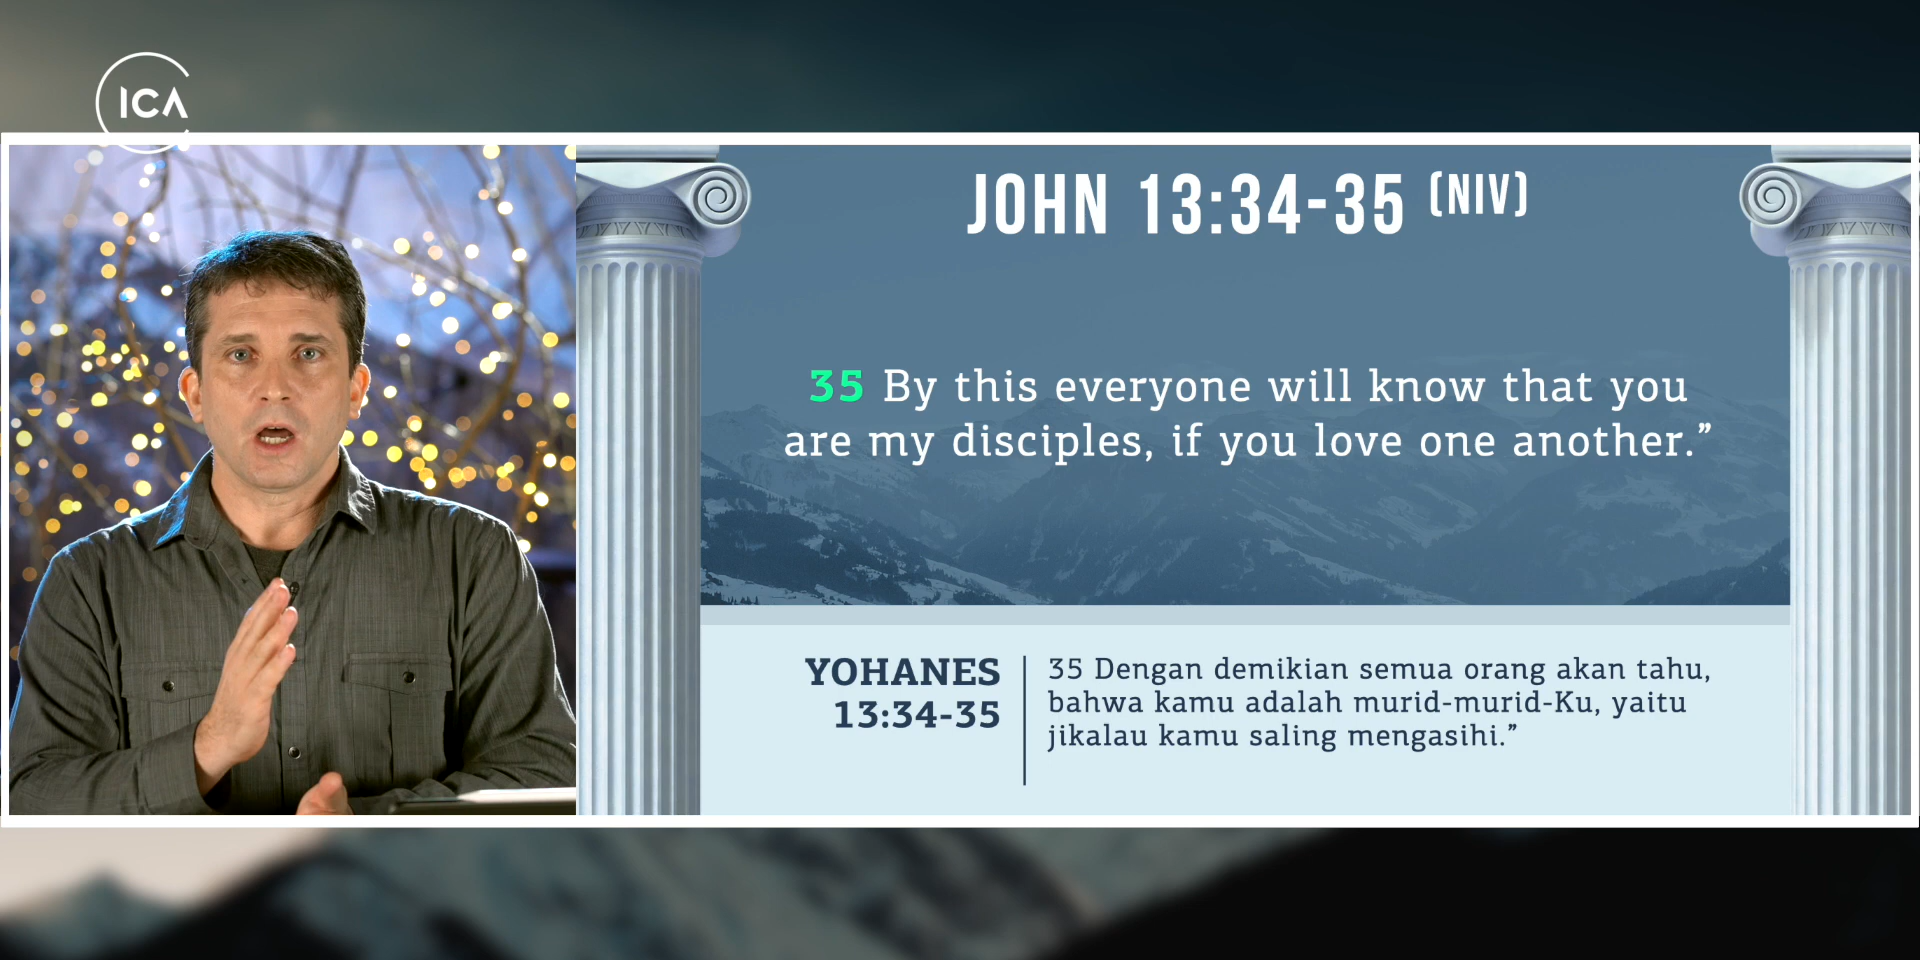 ICA
JOHN 13:34-35 (NIV)
35 By this everyone will know that you
are my disciples, if you love one another.”
YOHANES
13:34-35
35 Dengan demikian semua orang akan tahu,
bahwa kamu adalah murid-murid-Ku, yaitu
jikalau kamu saling mengasihi.”